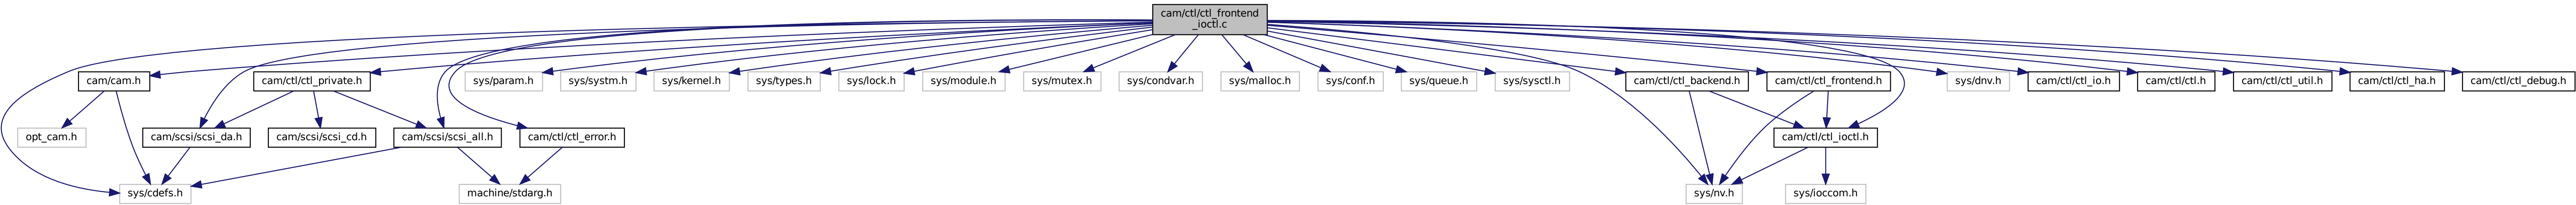 cam/ctl/ctl_frontend
_ioctl.c
cam/cam.h
cam/ctl/ctl_private.h
sys/param.h
sys/systm.h
sys/kernel.h
sys/types.h
sys/lock.h
sys/module.h
sys/mutex.h
sys/condvar.h
sys/malloc.h
sys/conf.h
sys/queue.h
sys/sysctl.h
cam/ctl/ctl_backend.h
cam/ctl/ctl_frontend.h
sys/dnv.h
cam/ctl/ctl_io.h
cam/ctl/ctl.h
cam/ctl/ctl_util.h
cam/ctl/ctl_ha.h
cam/ctl/ctl_debug.h
opt_cam.h
cam/scsi/scsi_da.h
cam/scsi/scsi_cd.h
cam/scsi/scsi_all.h
cam/ctl/ctl_error.h
cam/ctl/ctl_ioctl.h
sys/cdefs.h
machine/stdarg.h
sys/nv.h
sys/ioccom.h